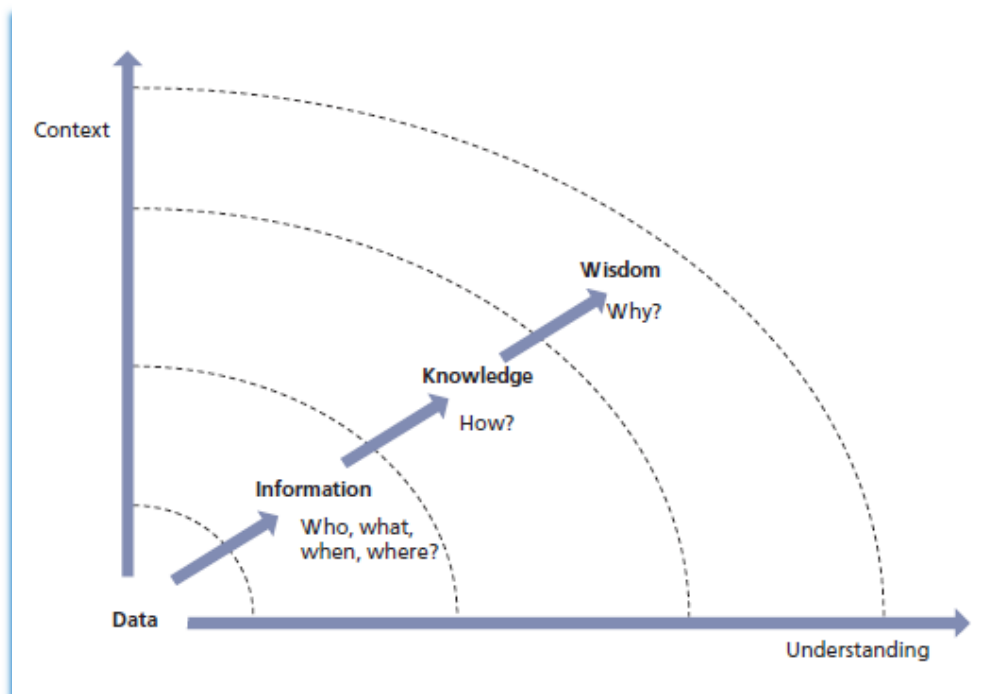 Context
Wisdom
Why?
Knowledge
How?
Information
Who, what,
when, where?
Data
Understanding